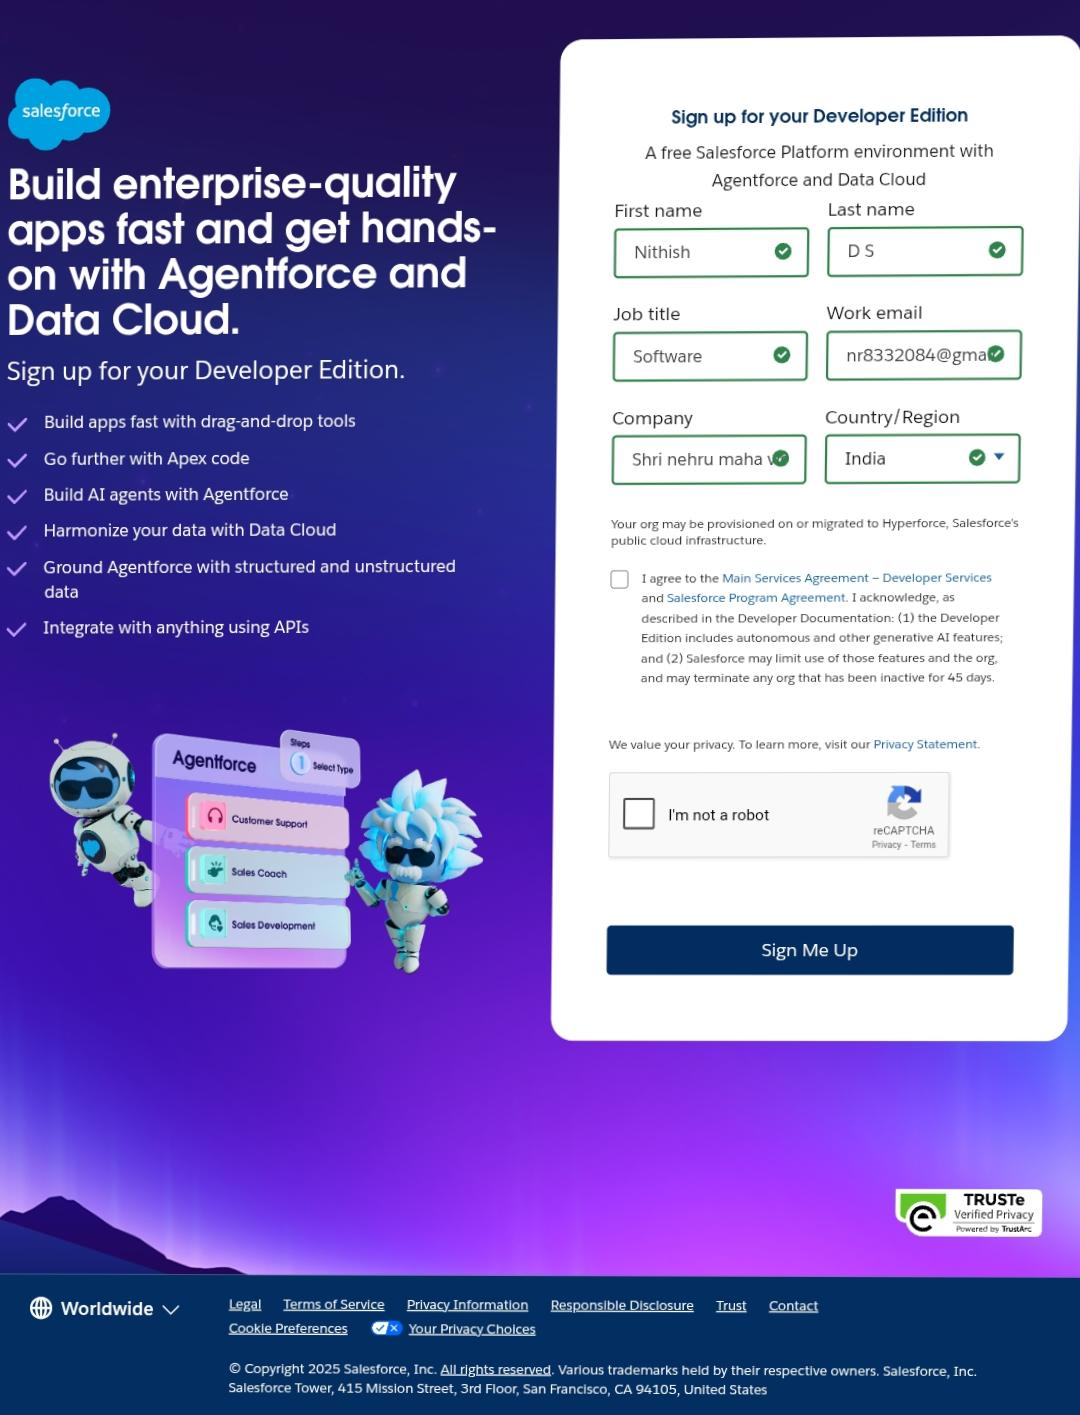 salesforce
Build enterprise-quality
apps fast and get hands-
on with Agentforce and
Data Cloud.
Sign up for your Developer Edition.
Build apps fast with drag-and-drop tools
Go further with Apex code
Build AI agents with Agentforce
Harmonize your data with Data Cloud
Ground Agentforce with structured and unstructured
data
Integrate with anything using APIs
Agentforce
Steps
1 Select Type
Customer Support
Sales Coach
Sales Development
Sign up for your Developer Edition
A free Salesforce Platform environment with
Agentforce and Data Cloud
First name Last name
Nithish D S
Job title Work email
Software nr8332084@gma
Company Country/Region
Shri nehru maha India
Your org may be provisioned on or migrated to Hyperforce, Salesforce's
public cloud infrastructure.
I agree to the Main Services Agreement – Developer Services
and Salesforce Program Agreement. I acknowledge, as
described in the Developer Documentation: (1) the Developer
Edition includes autonomous and other generative AI features;
and (2) Salesforce may limit use of those features and the org,
and may terminate any org that has been inactive for 45 days.
We value your privacy. To learn more, visit our Privacy Statement.
I'm not a robot
reCAPTCHA
Privacy - Terms
Sign Me Up
TRUSTe
Verified Privacy
Powered by TrustArc
Worldwide
Legal Terms of Service Privacy Information Responsible Disclosure Trust Contact
Cookie Preferences Your Privacy Choices
© Copyright 2025 Salesforce, Inc. All rights reserved. Various trademarks held by their respective owners. Salesforce, Inc.
Salesforce Tower, 415 Mission Street, 3rd Floor, San Francisco, CA 94105, United States